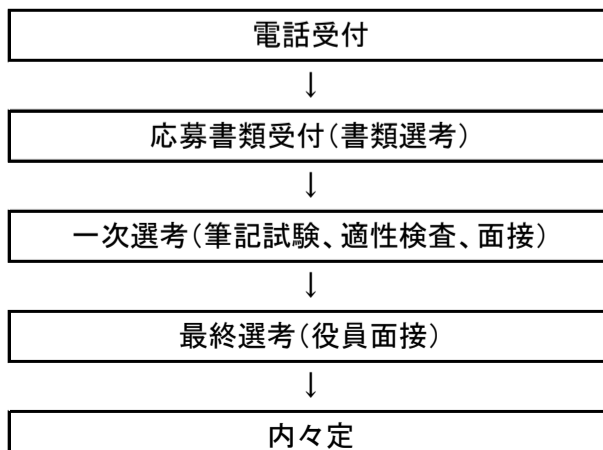 電話受付
↓
応募書類受付(書類選考)
↓
一次選考(筆記試験、適性検査、面接)
↓
最終選考(役員面接)
↓
内々定